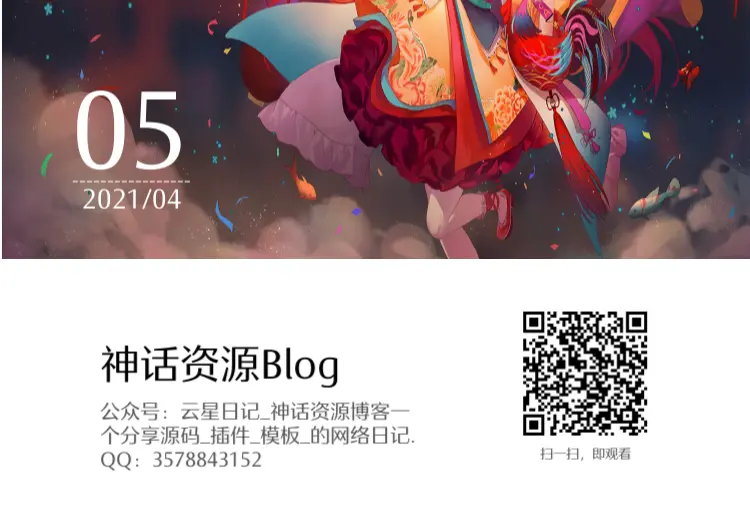 05
2021/04
神话资源Blog
公众号：云星日记_神话资源博客一
个分享源码_插件_模板_的网络日记.
QQ：3578843152
扫一扫，即观看